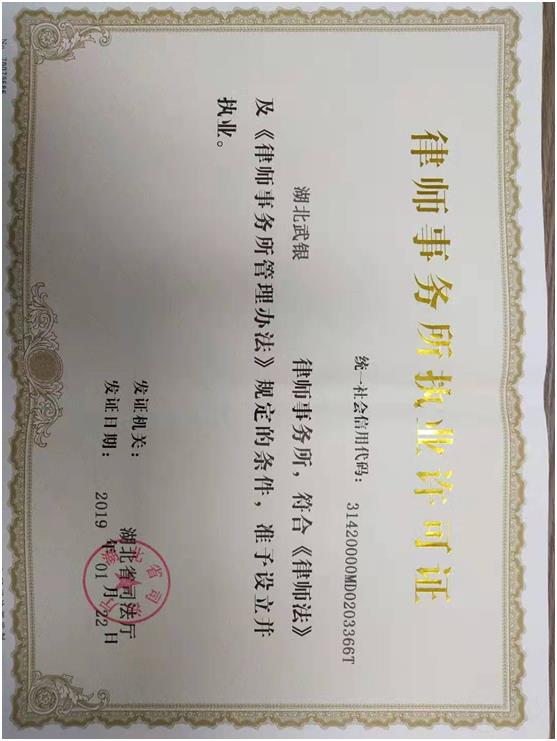 律师事务所执业许可证
统一社会信用代码：31420000MD0203366T
湖北武银 律师事务所，符合《律师法》
及《律师事务所管理办法》规定的条件，准予设立并
执业。
发证机关：湖北省司法厅
发证日期：2019 年 01 月 22 日